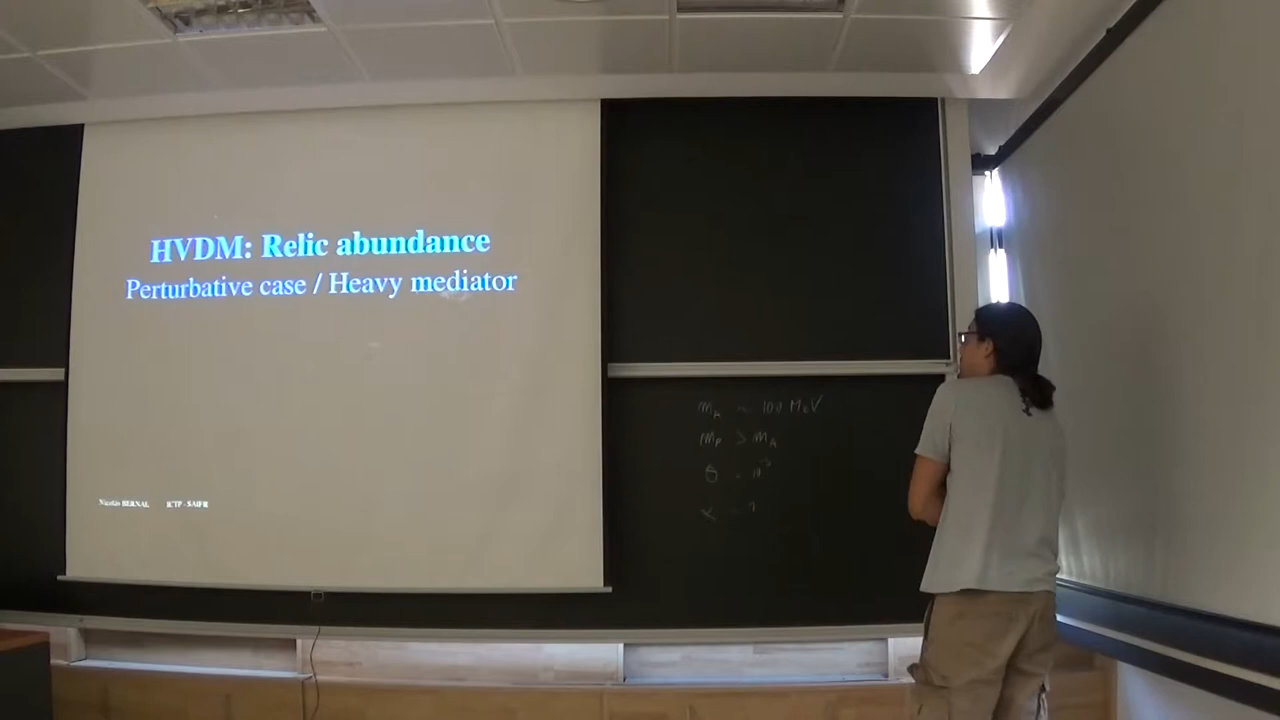 HVDM: Relic abundance
Perturbative case / Heavy mediator
Nicolás BERNAL ICTP - SAIFR
m_A ~ 100 MeV
m_P > m_A